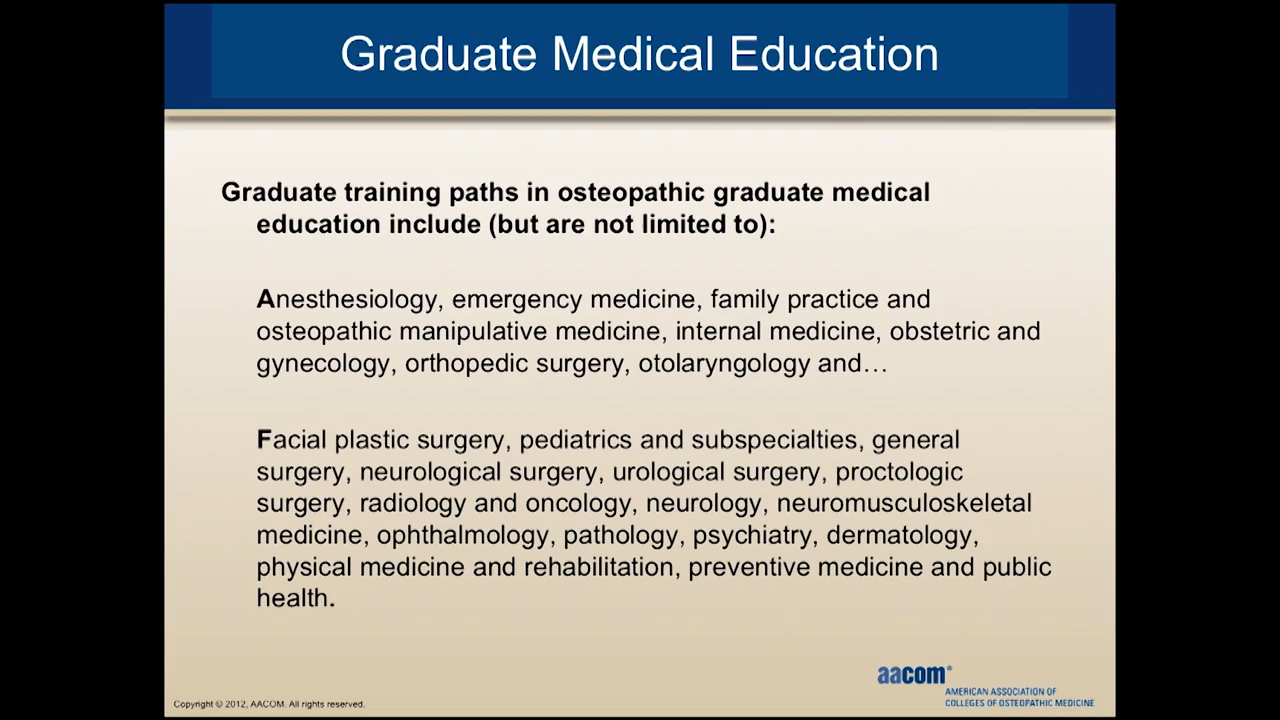 Graduate Medical Education
Graduate training paths in osteopathic graduate medical
education include (but are not limited to):
Anesthesiology, emergency medicine, family practice and
osteopathic manipulative medicine, internal medicine, obstetric and
gynecology, orthopedic surgery, otolaryngology and…
Facial plastic surgery, pediatrics and subspecialties, general
surgery, neurological surgery, urological surgery, proctologic
surgery, radiology and oncology, neurology, neuromusculoskeletal
medicine, ophthalmology, pathology, psychiatry, dermatology,
physical medicine and rehabilitation, preventive medicine and public
health.
aacom®
AMERICAN ASSOCIATION OF
COLLEGES OF OSTEOPATHIC MEDICINE
Copyright © 2012, AACOM. All rights reserved.